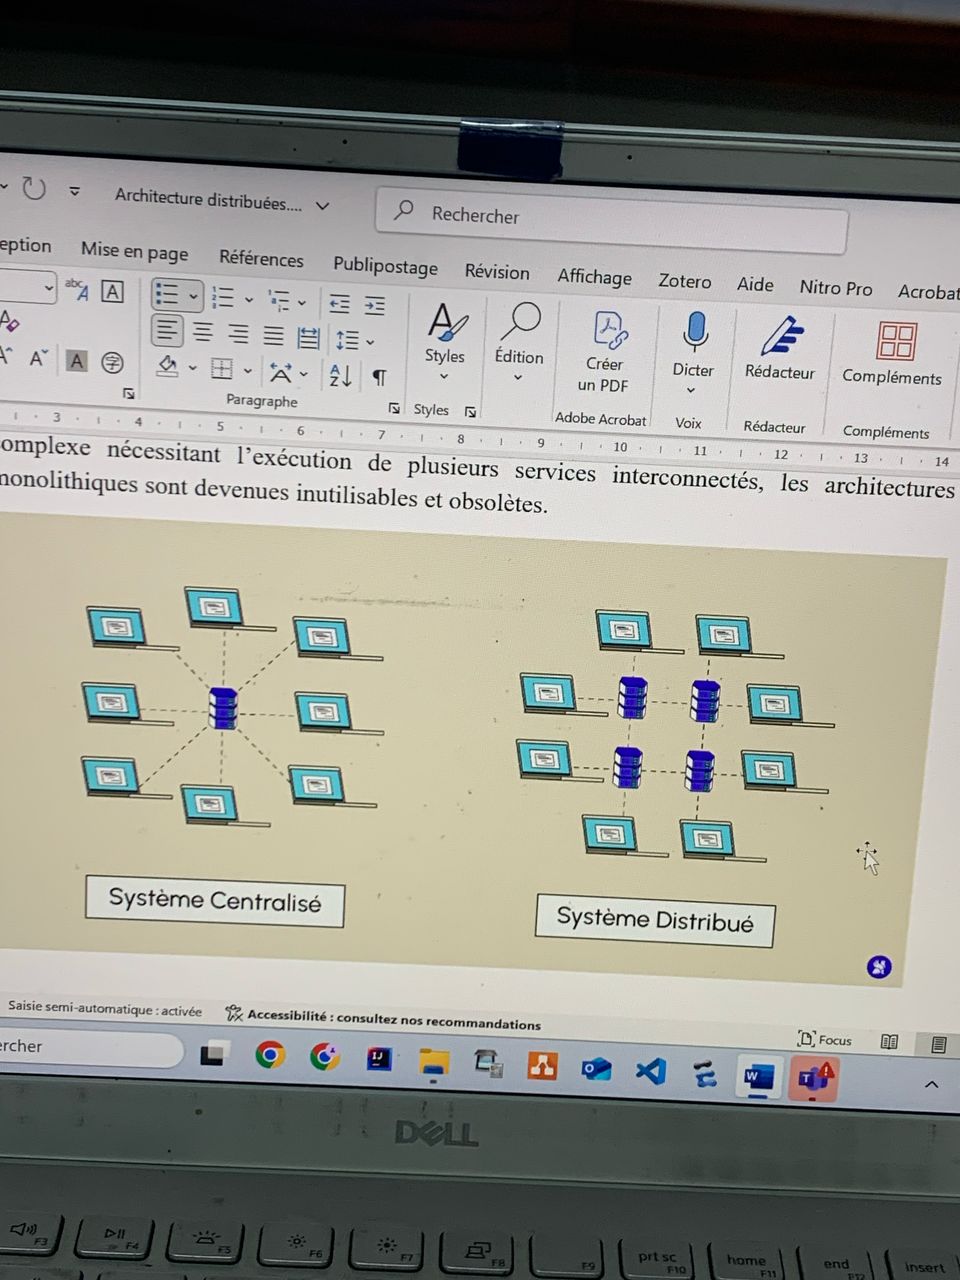 Architecture distribuées....
Rechercher
Mise en page Références Publipostage Révision Affichage Zotero Aide Nitro Pro Acrobat
Styles
Édition
Créer
un PDF
Dicter
Rédacteur
Compléments
Paragraphe
Styles
Adobe Acrobat
Voix
Rédacteur
Compléments
3 4 5 6 7 8 9 10 11 12 13 14
omplexe nécessitant l'exécution de plusieurs services interconnectés, les architectures
monolithiques sont devenues inutilisables et obsolètes.
Système Centralisé
Système Distribué
Saisie semi-automatique : activée
Accessibilité : consultez nos recommandations
Focus
ercher
DELL
F3
F4
F5
F6
F7
F8
F9
prt sc
F10
home
F11
end
F12
insert